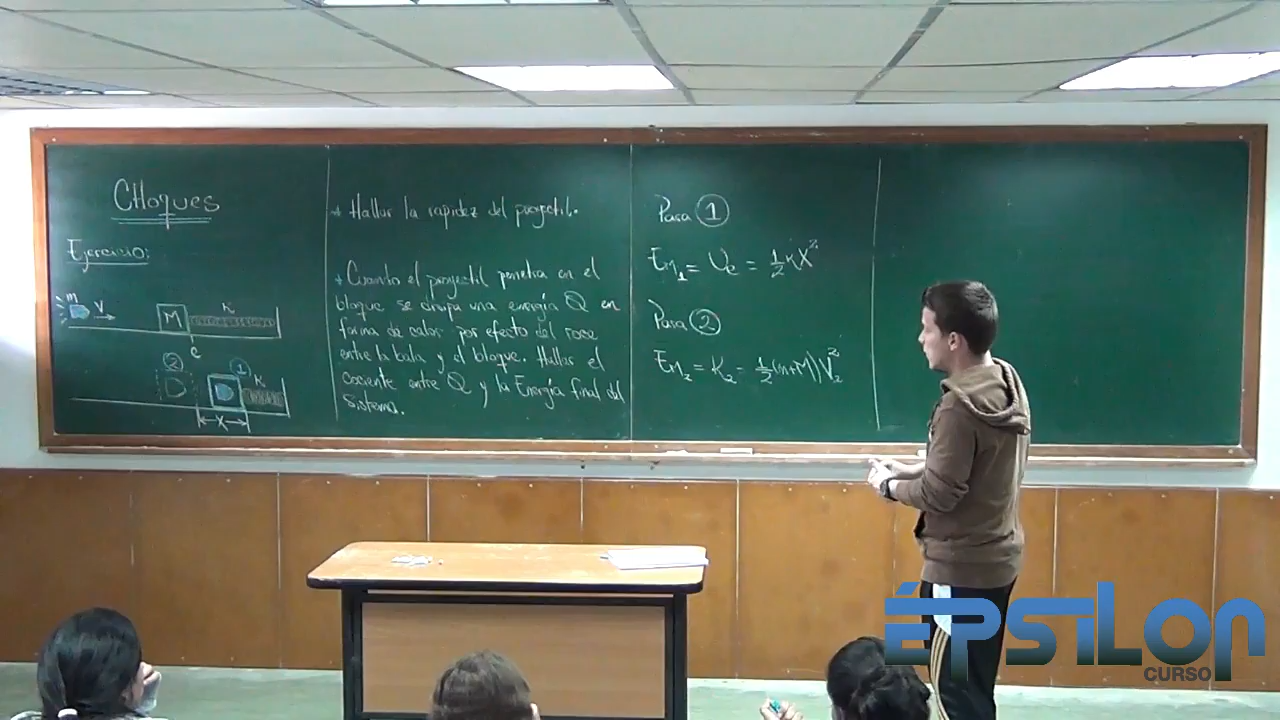 CHoques
Ejercicio:
m
V
M
K
e
2
1
K
X
* Hallar la rapidez del proyectil.
* Cuando el proyectil penetra en el
bloque se disipa una energía Q en
forma de calor por efecto del roce
entre la bala y el bloque. Hallar el
cociente entre Q y la Energía final del
Sistema.
Para 1
Em₁ = Ue = ½KX²
Para 2
Em₂ = K₂ = ½(m+M)V₂²
ÉPSILON
CURSO